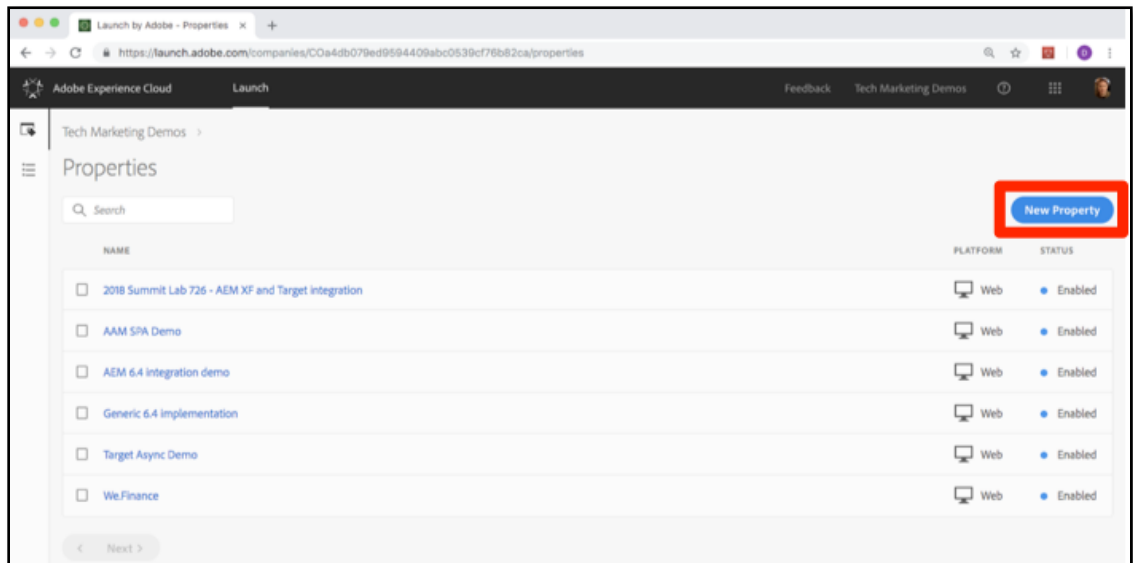 Launch by Adobe - Properties × +
https://launch.adobe.com/companies/COa4db079ed9594409abc0539cf76b82ca/properties D
Adobe Experience Cloud Launch Feedback Tech Marketing Demos
Tech Marketing Demos >
Properties
Search New Property
NAME PLATFORM STATUS
2018 Summit Lab 726 - AEM XF and Target integration Web Enabled
AAM SPA Demo Web Enabled
AEM 6.4 integration demo Web Enabled
Generic 6.4 implementation Web Enabled
Target Async Demo Web Enabled
We.Finance Web Enabled
< Next >